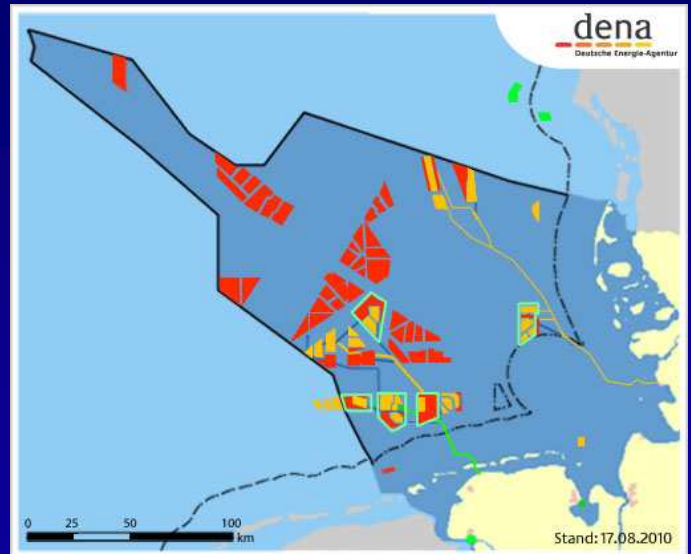 dena
Deutsche Energie-Agentur
0 25 50 100
km
Stand: 17.08.2010